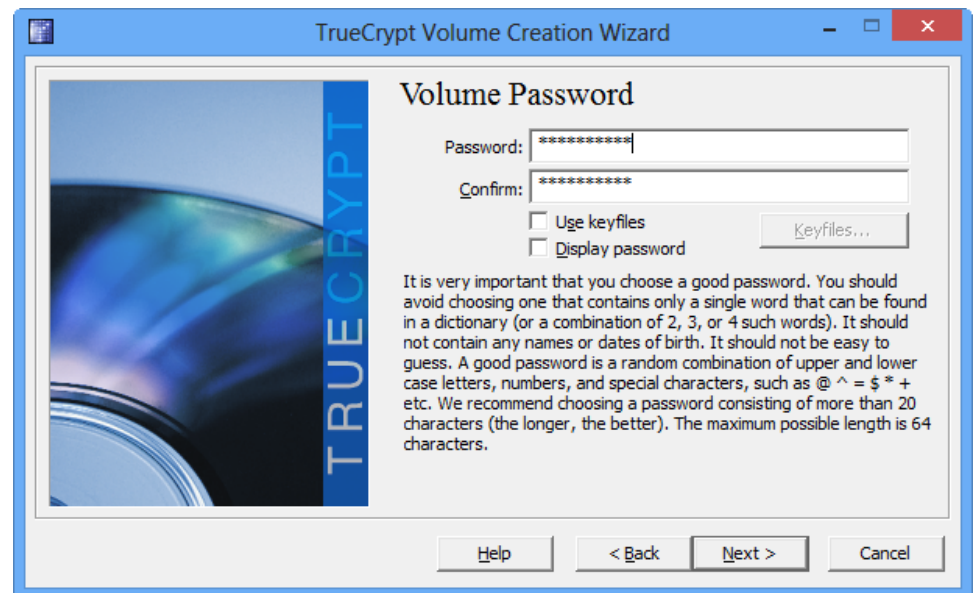 TrueCrypt Volume Creation Wizard
TRUECRYPT
Volume Password
Password: **********
Confirm: **********
Use keyfiles
Keyfiles...
Display password
It is very important that you choose a good password. You should
avoid choosing one that contains only a single word that can be found
in a dictionary (or a combination of 2, 3, or 4 such words). It should
not contain any names or dates of birth. It should not be easy to
guess. A good password is a random combination of upper and lower
case letters, numbers, and special characters, such as @ ^ = $ * +
etc. We recommend choosing a password consisting of more than 20
characters (the longer, the better). The maximum possible length is 64
characters.
Help < Back Next > Cancel